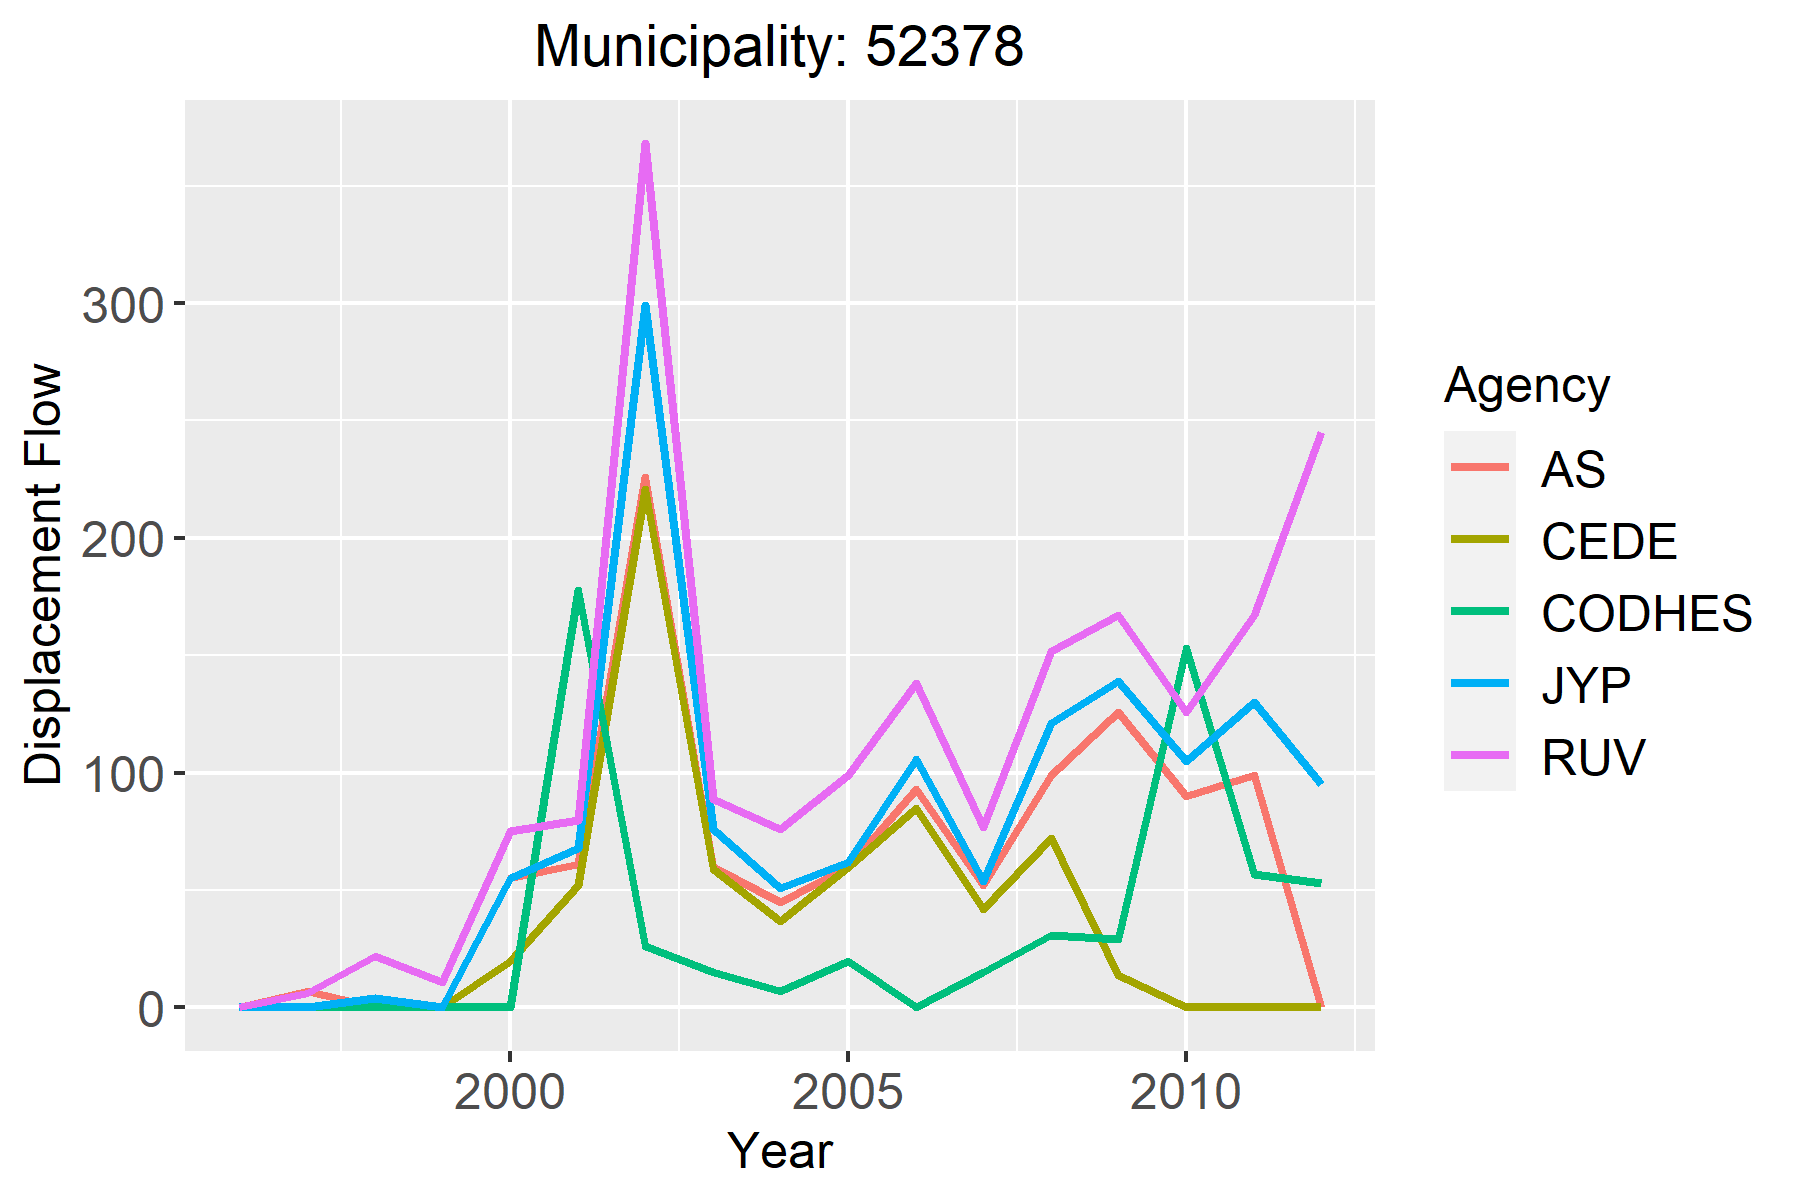 Municipality: 52378
Displacement Flow
300
200
100
0
2000 2005 2010
Year
Agency
AS
CEDE
CODHES
JYP
RUV